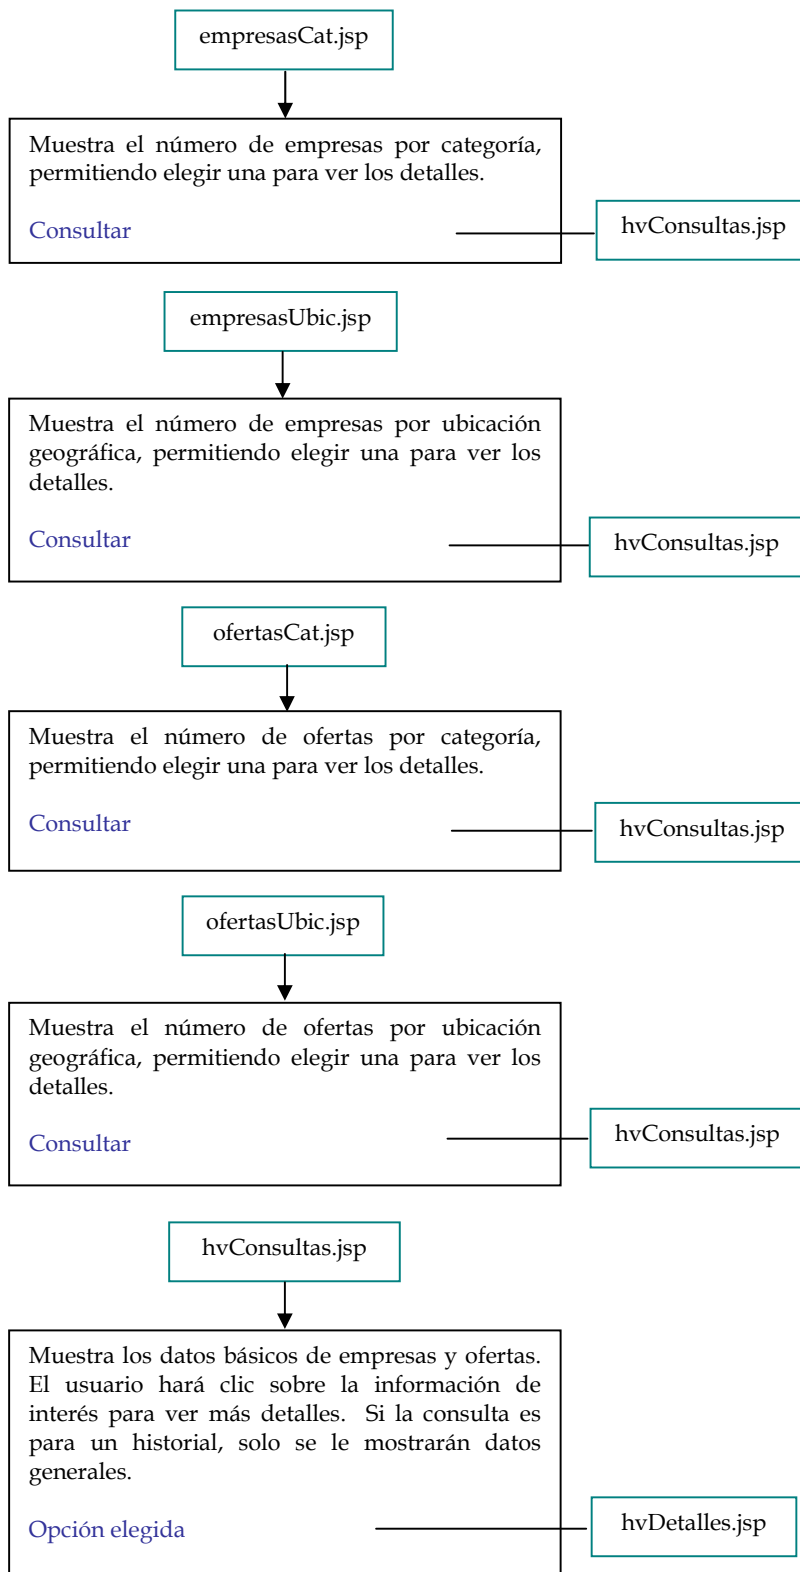 empresasCat.jsp
Muestra el número de empresas por categoría,
permitiendo elegir una para ver los detalles.
Consultar
hvConsultas.jsp
empresasUbic.jsp
Muestra el número de empresas por ubicación
geográfica, permitiendo elegir una para ver los
detalles.
Consultar
hvConsultas.jsp
ofertasCat.jsp
Muestra el número de ofertas por categoría,
permitiendo elegir una para ver los detalles.
Consultar
hvConsultas.jsp
ofertasUbic.jsp
Muestra el número de ofertas por ubicación
geográfica, permitiendo elegir una para ver los
detalles.
Consultar
hvConsultas.jsp
hvConsultas.jsp
Muestra los datos básicos de empresas y ofertas.
El usuario hará clic sobre la información de
interés para ver más detalles. Si la consulta es
para un historial, solo se le mostrarán datos
generales.
Opción elegida
hvDetalles.jsp